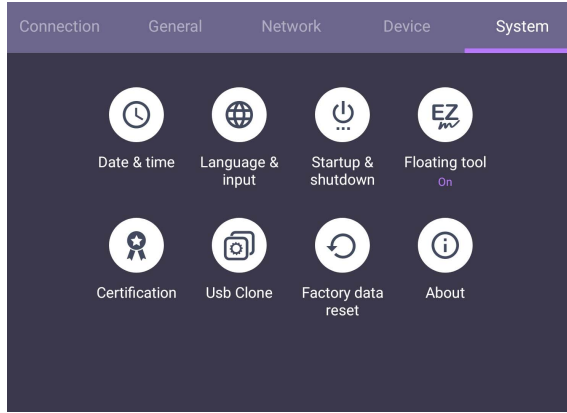 Connection General Network Device System
EZ
Date & time Language & input Startup & shutdown Floating tool
On
Certification Usb Clone Factory data reset About